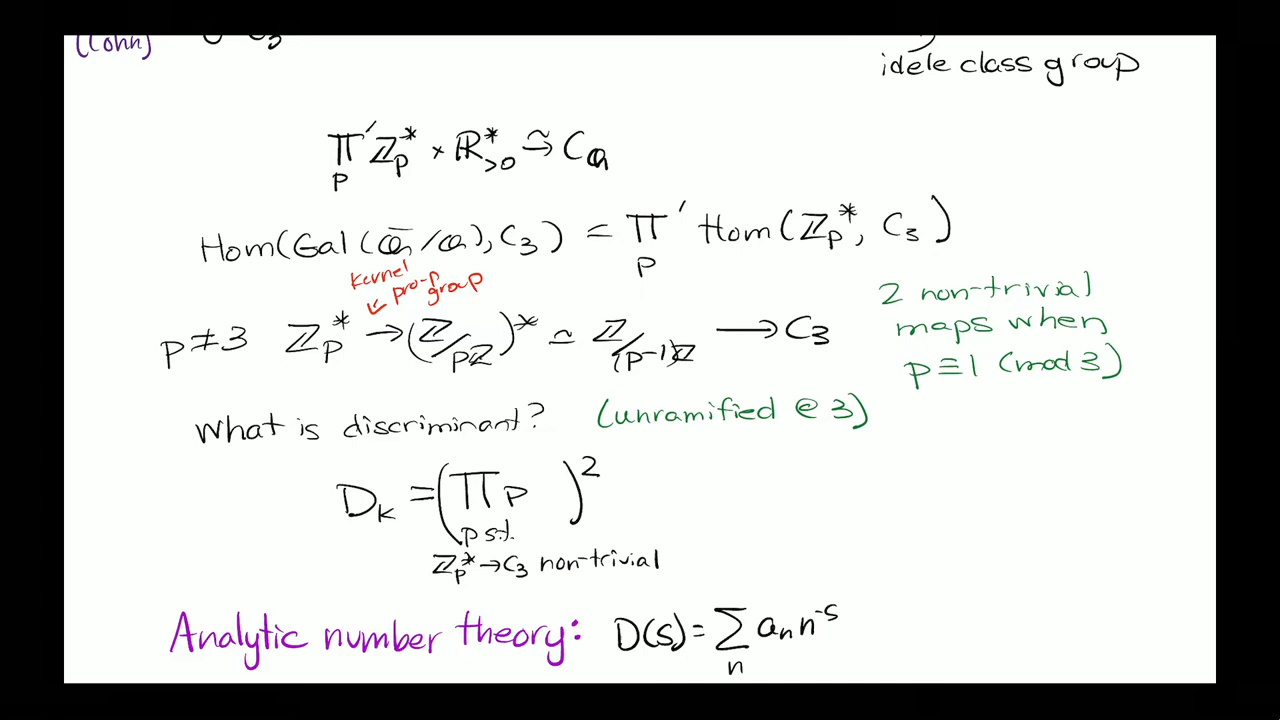 (Cohn)
idele class group
∏'_p ℤ_p^* × ℝ_{>0}^* ≃→ C_ℚ
Hom(Gal(ℚ̄/ℚ), C_3) = ∏'_p Hom(ℤ_p^*, C_3)
kernel
pro-p group
p≠3 ℤ_p^* → (ℤ/pℤ)^* ≃ ℤ/(p-1)ℤ → C_3
2 non-trivial
maps when
p≡1 (mod 3)
What is discriminant? (unramified @ 3)
D_K = (∏ p)^2
p s.t.
ℤ_p^* → C_3 non-trivial
Analytic number theory: D(s) = ∑_n a_n n^{-s}